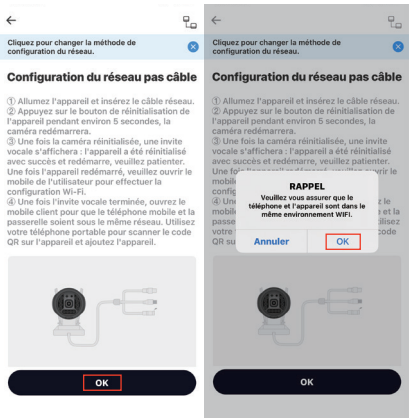 Cliquez pour changer la méthode de
configuration du réseau.
Configuration du réseau pas câble
① Allumez l'appareil et insérez le câble réseau.
② Appuyez sur le bouton de réinitialisation de
l'appareil pendant environ 5 secondes, la
caméra redémarrera.
③ Une fois la caméra réinitialisée, une invite
vocale s'affichera : l'appareil a été réinitialisé
avec succès et redémarre, veuillez patienter.
Une fois l'appareil redémarré, veuillez ouvrir le
mobile de l'utilisateur pour effectuer la
configuration Wi-Fi.
④ Une fois l'invite vocale terminée, ouvrez le
mobile client pour que le téléphone mobile et la
passerelle soient sous le même réseau. Utilisez
votre téléphone portable pour scanner le code
QR sur l'appareil et ajoutez l'appareil.
OK
Cliquez pour changer la méthode de
configuration du réseau.
Configuration du réseau pas câble
① Allumez l'appareil et insérez le câble réseau.
② Appuyez sur le bouton de réinitialisation de
l'appareil pendant environ 5 secondes, la
caméra redémarrera.
③ Une fois la caméra réinitialisée, une invite
vocale s'affichera : l'appareil a été réinitialisé
avec succès et redémarre, veuillez patienter.
RAPPEL
Veuillez vous assurer que le
téléphone et l'appareil sont dans le
même environnement WIFI.
Annuler
OK
OK